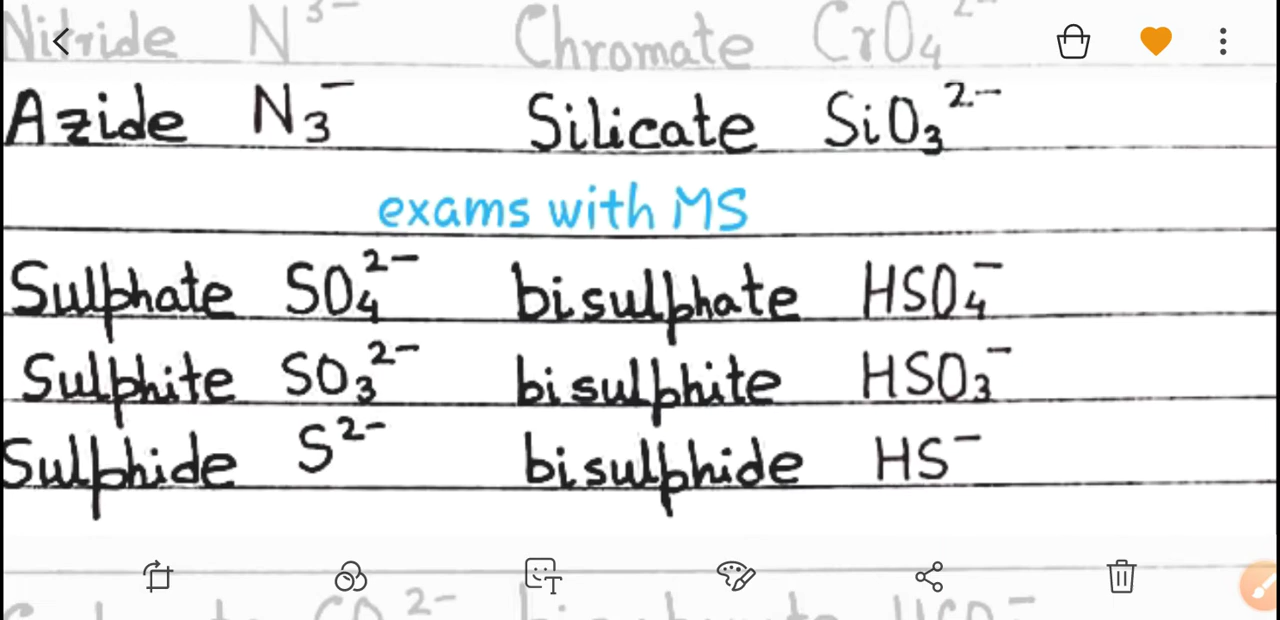 Nitride N³⁻ Chromate CrO₄²⁻
Azide N₃⁻ Silicate SiO₃²⁻
exams with MS
Sulphate SO₄²⁻ bisulphate HSO₄⁻
Sulphite SO₃²⁻ bisulphite HSO₃⁻
Sulphide S²⁻ bisulphide HS⁻